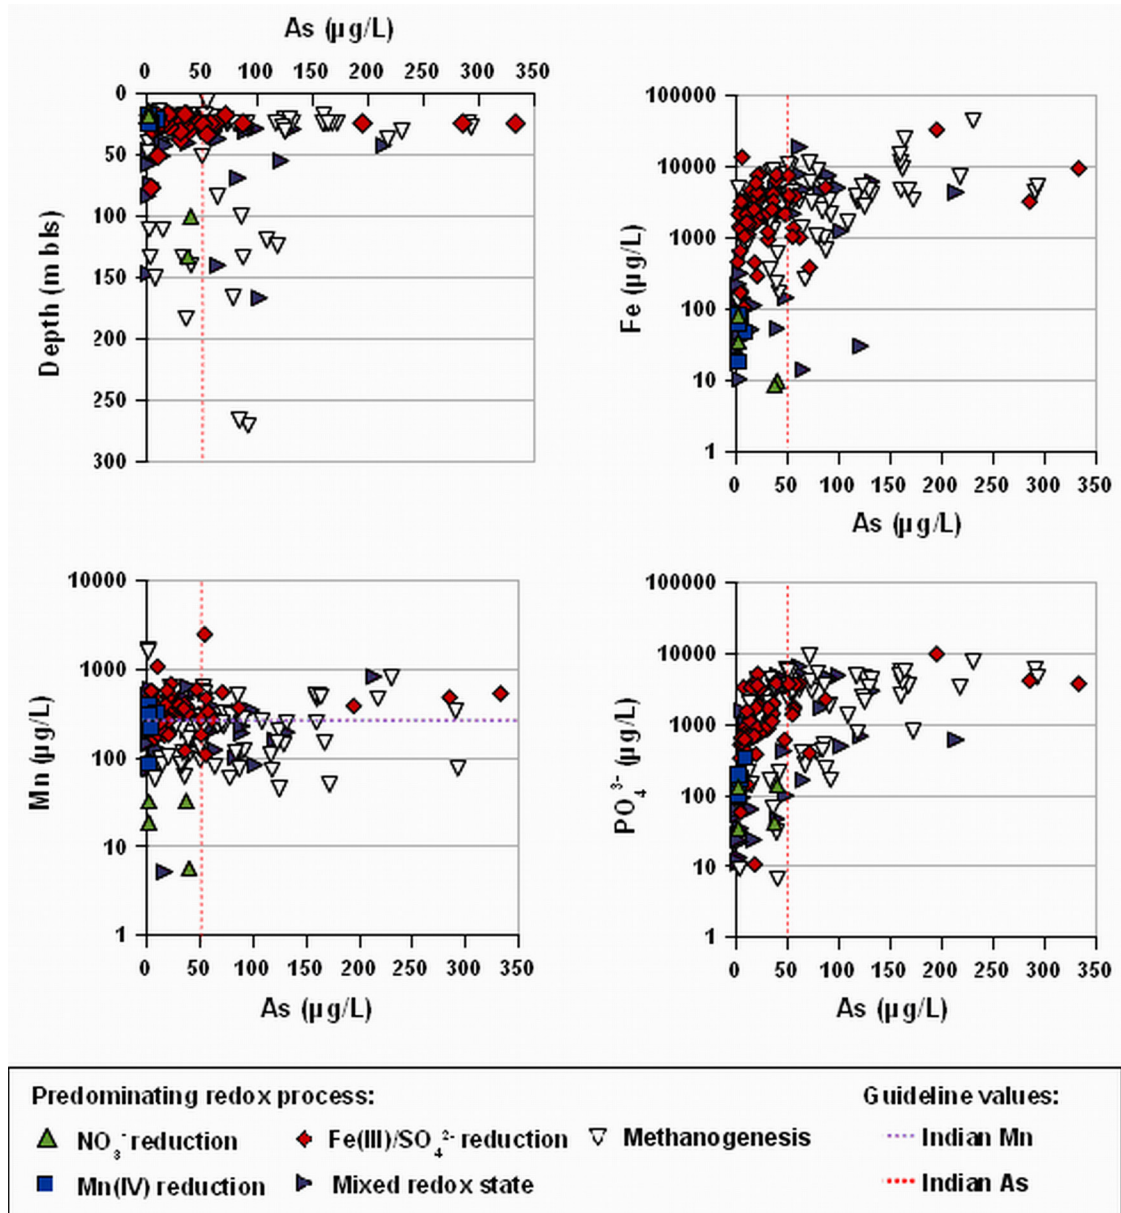 As (µg/L)
0 50 100 150 200 250 300 350
0
50
100
150
200
250
300
Depth (m bls)
100000
10000
1000
100
10
1
Fe (µg/L)
0 50 100 150 200 250 300 350
As (µg/L)
10000
1000
100
10
1
Mn (µg/L)
0 50 100 150 200 250 300 350
As (µg/L)
100000
10000
1000
100
10
1
PO₄³⁻ (µg/L)
0 50 100 150 200 250 300 350
As (µg/L)
Predominating redox process: Guideline values:
NO₃⁻ reduction Fe(III)/SO₄²⁻ reduction Methanogenesis Indian Mn
Mn(IV) reduction Mixed redox state Indian As